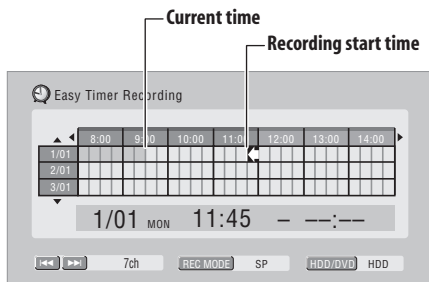 Current time
Recording start time
Easy Timer Recording
8:00 9:00 10:00 11:00 12:00 13:00 14:00
1/01
2/01
3/01
1/01 MON 11:45 – --:--
7ch REC MODE SP HDD/DVD HDD